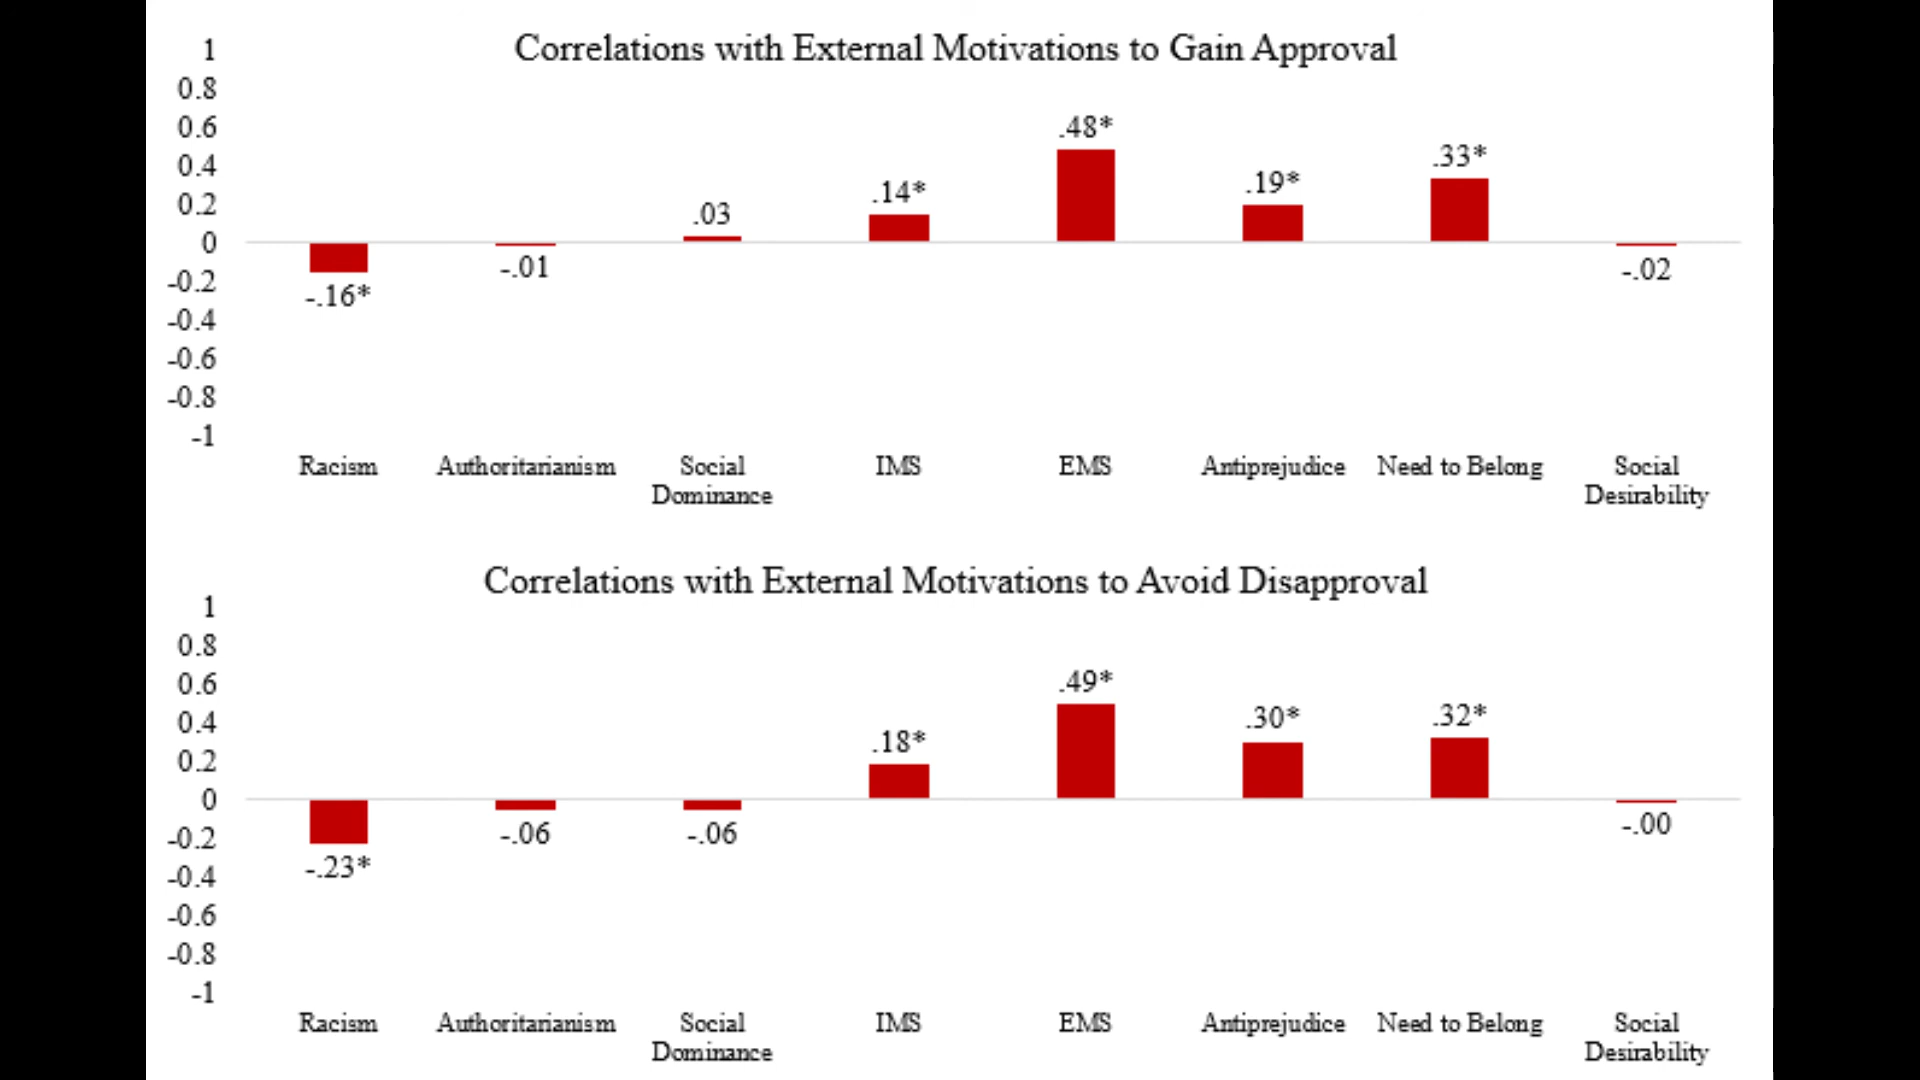 Correlations with External Motivations to Gain Approval
1
0.8
0.6
0.4
0.2
0
-0.2
-0.4
-0.6
-0.8
-1
-.16*
-.01
.03
.14*
.48*
.19*
.33*
-.02
Racism
Authoritarianism
Social
Dominance
IMS
EMS
Antiprejudice
Need to Belong
Social
Desirability
Correlations with External Motivations to Avoid Disapproval
1
0.8
0.6
0.4
0.2
0
-0.2
-0.4
-0.6
-0.8
-1
-.23*
-.06
-.06
.18*
.49*
.30*
.32*
-.00
Racism
Authoritarianism
Social
Dominance
IMS
EMS
Antiprejudice
Need to Belong
Social
Desirability